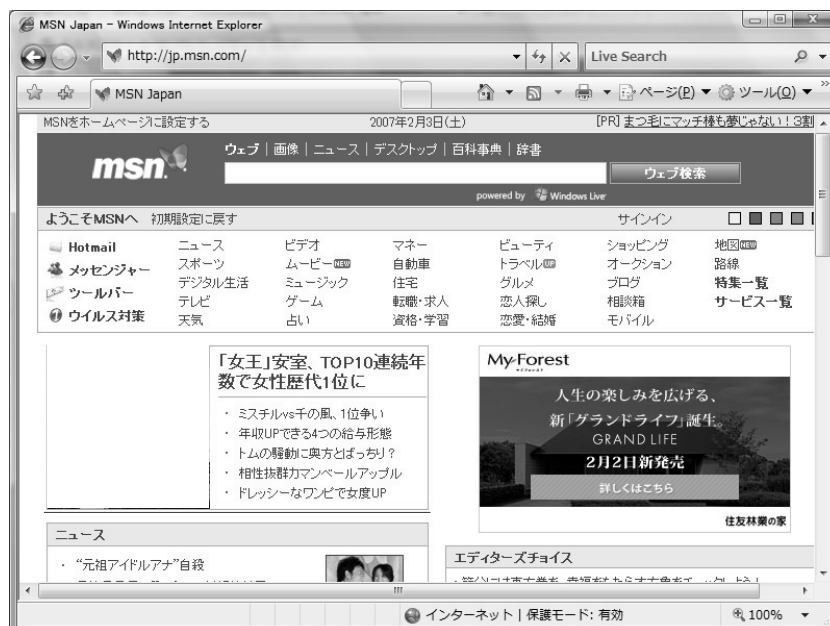 MSN Japan - Windows Internet Explorer
http://jp.msn.com/
Live Search
MSN Japan
ページ(P)
ツール(O)
MSNをホームページに設定する
2007年2月3日(土)
[PR] まつ毛にマッチ棒も夢じゃない！3割
msn
ウェブ | 画像 | ニュース | デスクトップ | 百科事典 | 辞書
ウェブ検索
powered by Windows Live
ようこそMSNへ 初期設定に戻す
サインイン
Hotmail ニュース ビデオ マネー ビューティ ショッピング 地図NEW
メッセンジャー スポーツ ムービーNEW 自動車 トラベルUP オークション 路線
ツールバー デジタル生活 ミュージック 住宅 グルメ ブログ 特集一覧
ウイルス対策 テレビ ゲーム 転職・求人 恋人探し 相談箱 サービス一覧
天気 占い 資格・学習 恋愛・結婚 モバイル
「女王」安室、TOP10連続年
数で女性歴代1位に
・ ミスチルvs千の風、1位争い
・ 年収UPできる4つの給与形態
・ トムの騒動に奥方とばっちり？
・ 相性抜群カマンベールアップル
・ ドレッシーなワンピで女度UP
My Forest
人生の楽しみを広げる、
新「グランドライフ」誕生。
GRAND LIFE
2月2日新発売
詳しくはこちら
住友林業の家
ニュース
・ “元祖アイドルアナ”自殺
エディターズチョイス
インターネット | 保護モード: 有効
100%